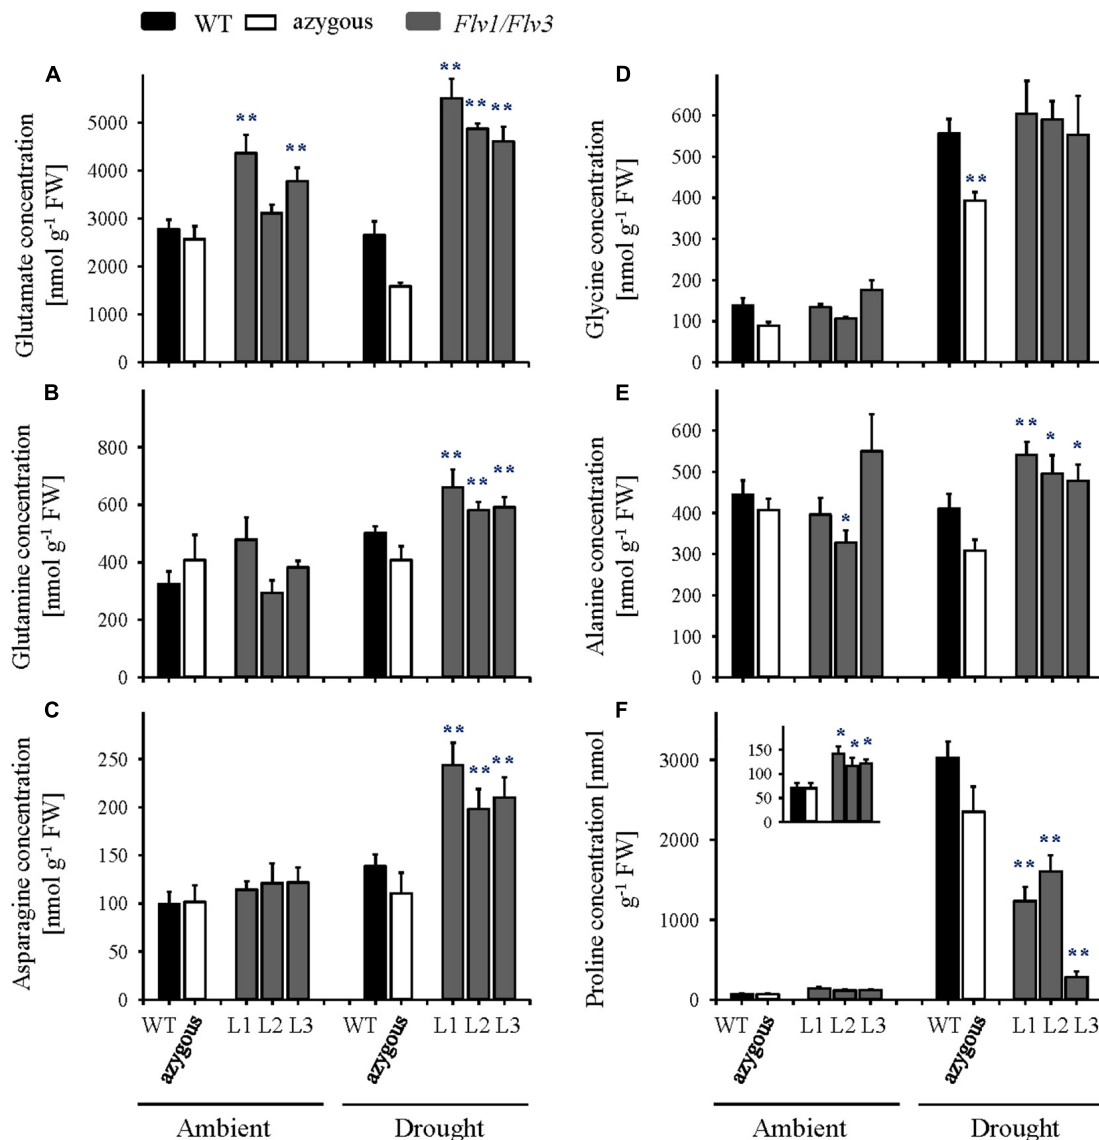 WT azygous Flv1/Flv3
A
** ** ** ** **
Glutamate concentration
[nmol g-1 FW]
5000
4000
3000
2000
1000
0
B
** ** **
Glutamine concentration
[nmol g-1 FW]
800
600
400
200
0
C
** ** **
Asparagine concentration
[nmol g-1 FW]
250
200
150
100
50
0
WT azygous L1 L2 L3 WT azygous L1 L2 L3
Ambient Drought
D
**
Glycine concentration
[nmol g-1 FW]
600
500
400
300
200
100
0
E
* ** * *
Alanine concentration
[nmol g-1 FW]
600
500
400
300
200
100
0
F
* * * ** ** **
Proline concentration [nmol
g-1 FW]
3000
2000
1000
0
150
100
50
0
WT azygous L1 L2 L3 WT azygous L1 L2 L3
Ambient Drought